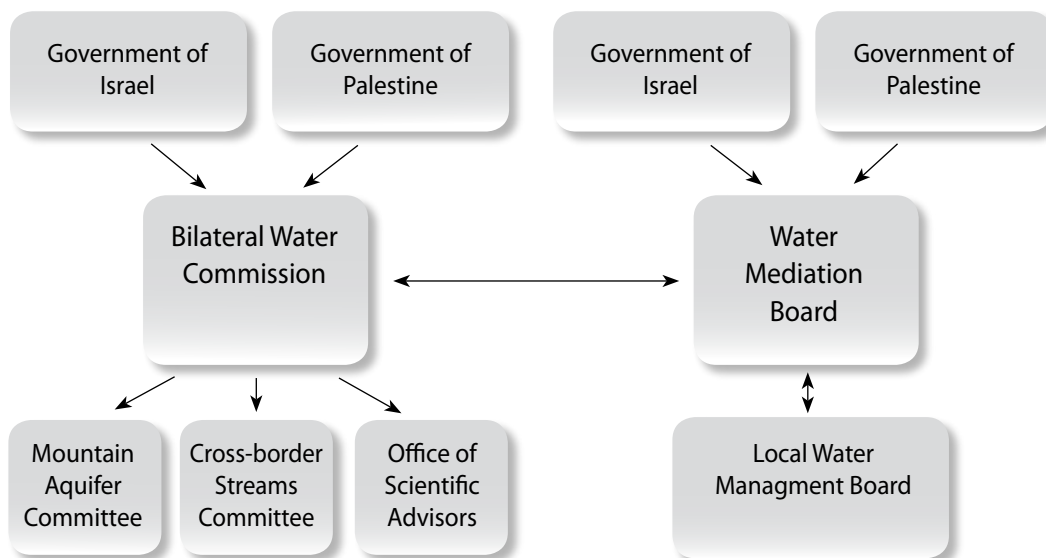 Government of
Israel
Government of
Palestine
Government of
Israel
Government of
Palestine
Bilateral Water
Commission
Water
Mediation
Board
Mountain
Aquifer
Committee
Cross-border
Streams
Committee
Office of
Scientific
Advisors
Local Water
Managment Board